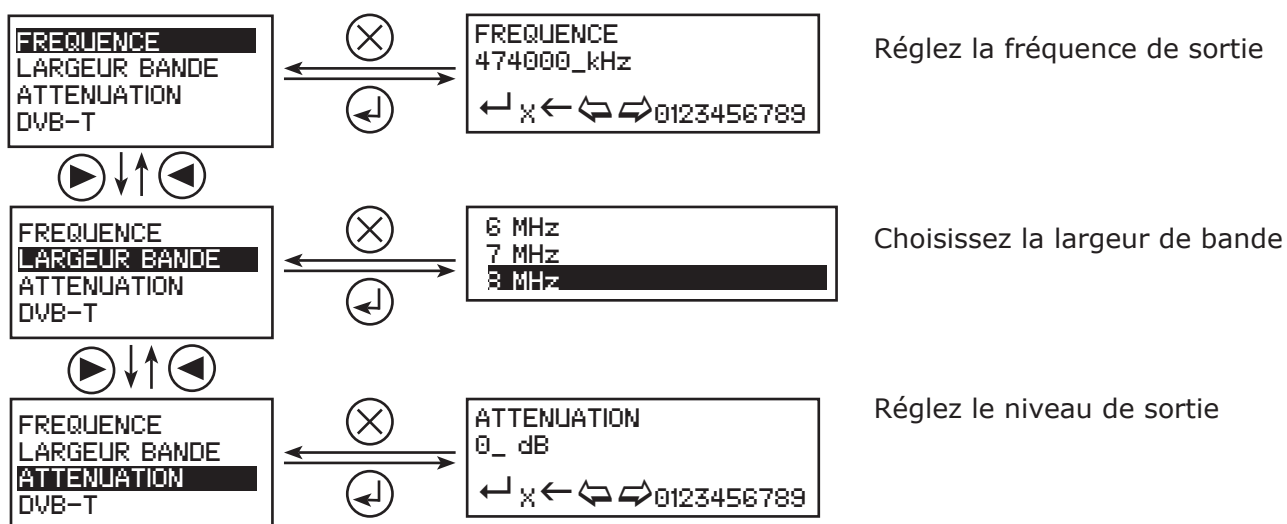 FREQUENCE
LARGEUR BANDE
ATTENUATION
DVB-T
FREQUENCE
474000_kHz
↵ x ← ⇦ ⇨ 0123456789
Réglez la fréquence de sortie
FREQUENCE
LARGEUR BANDE
ATTENUATION
DVB-T
6 MHz
7 MHz
8 MHz
Choisissez la largeur de bande
FREQUENCE
LARGEUR BANDE
ATTENUATION
DVB-T
ATTENUATION
0_ dB
↵ x ← ⇦ ⇨ 0123456789
Réglez le niveau de sortie